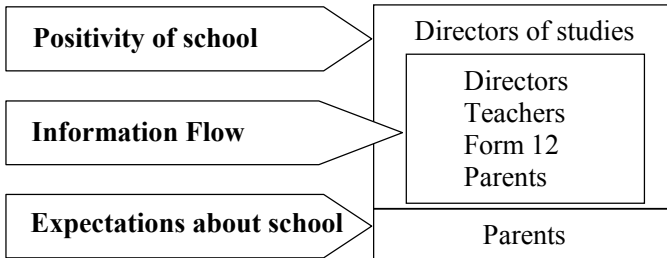 Positivity of school
Directors of studies
Directors
Teachers
Information Flow
Form 12
Parents
Expectations about school
Parents